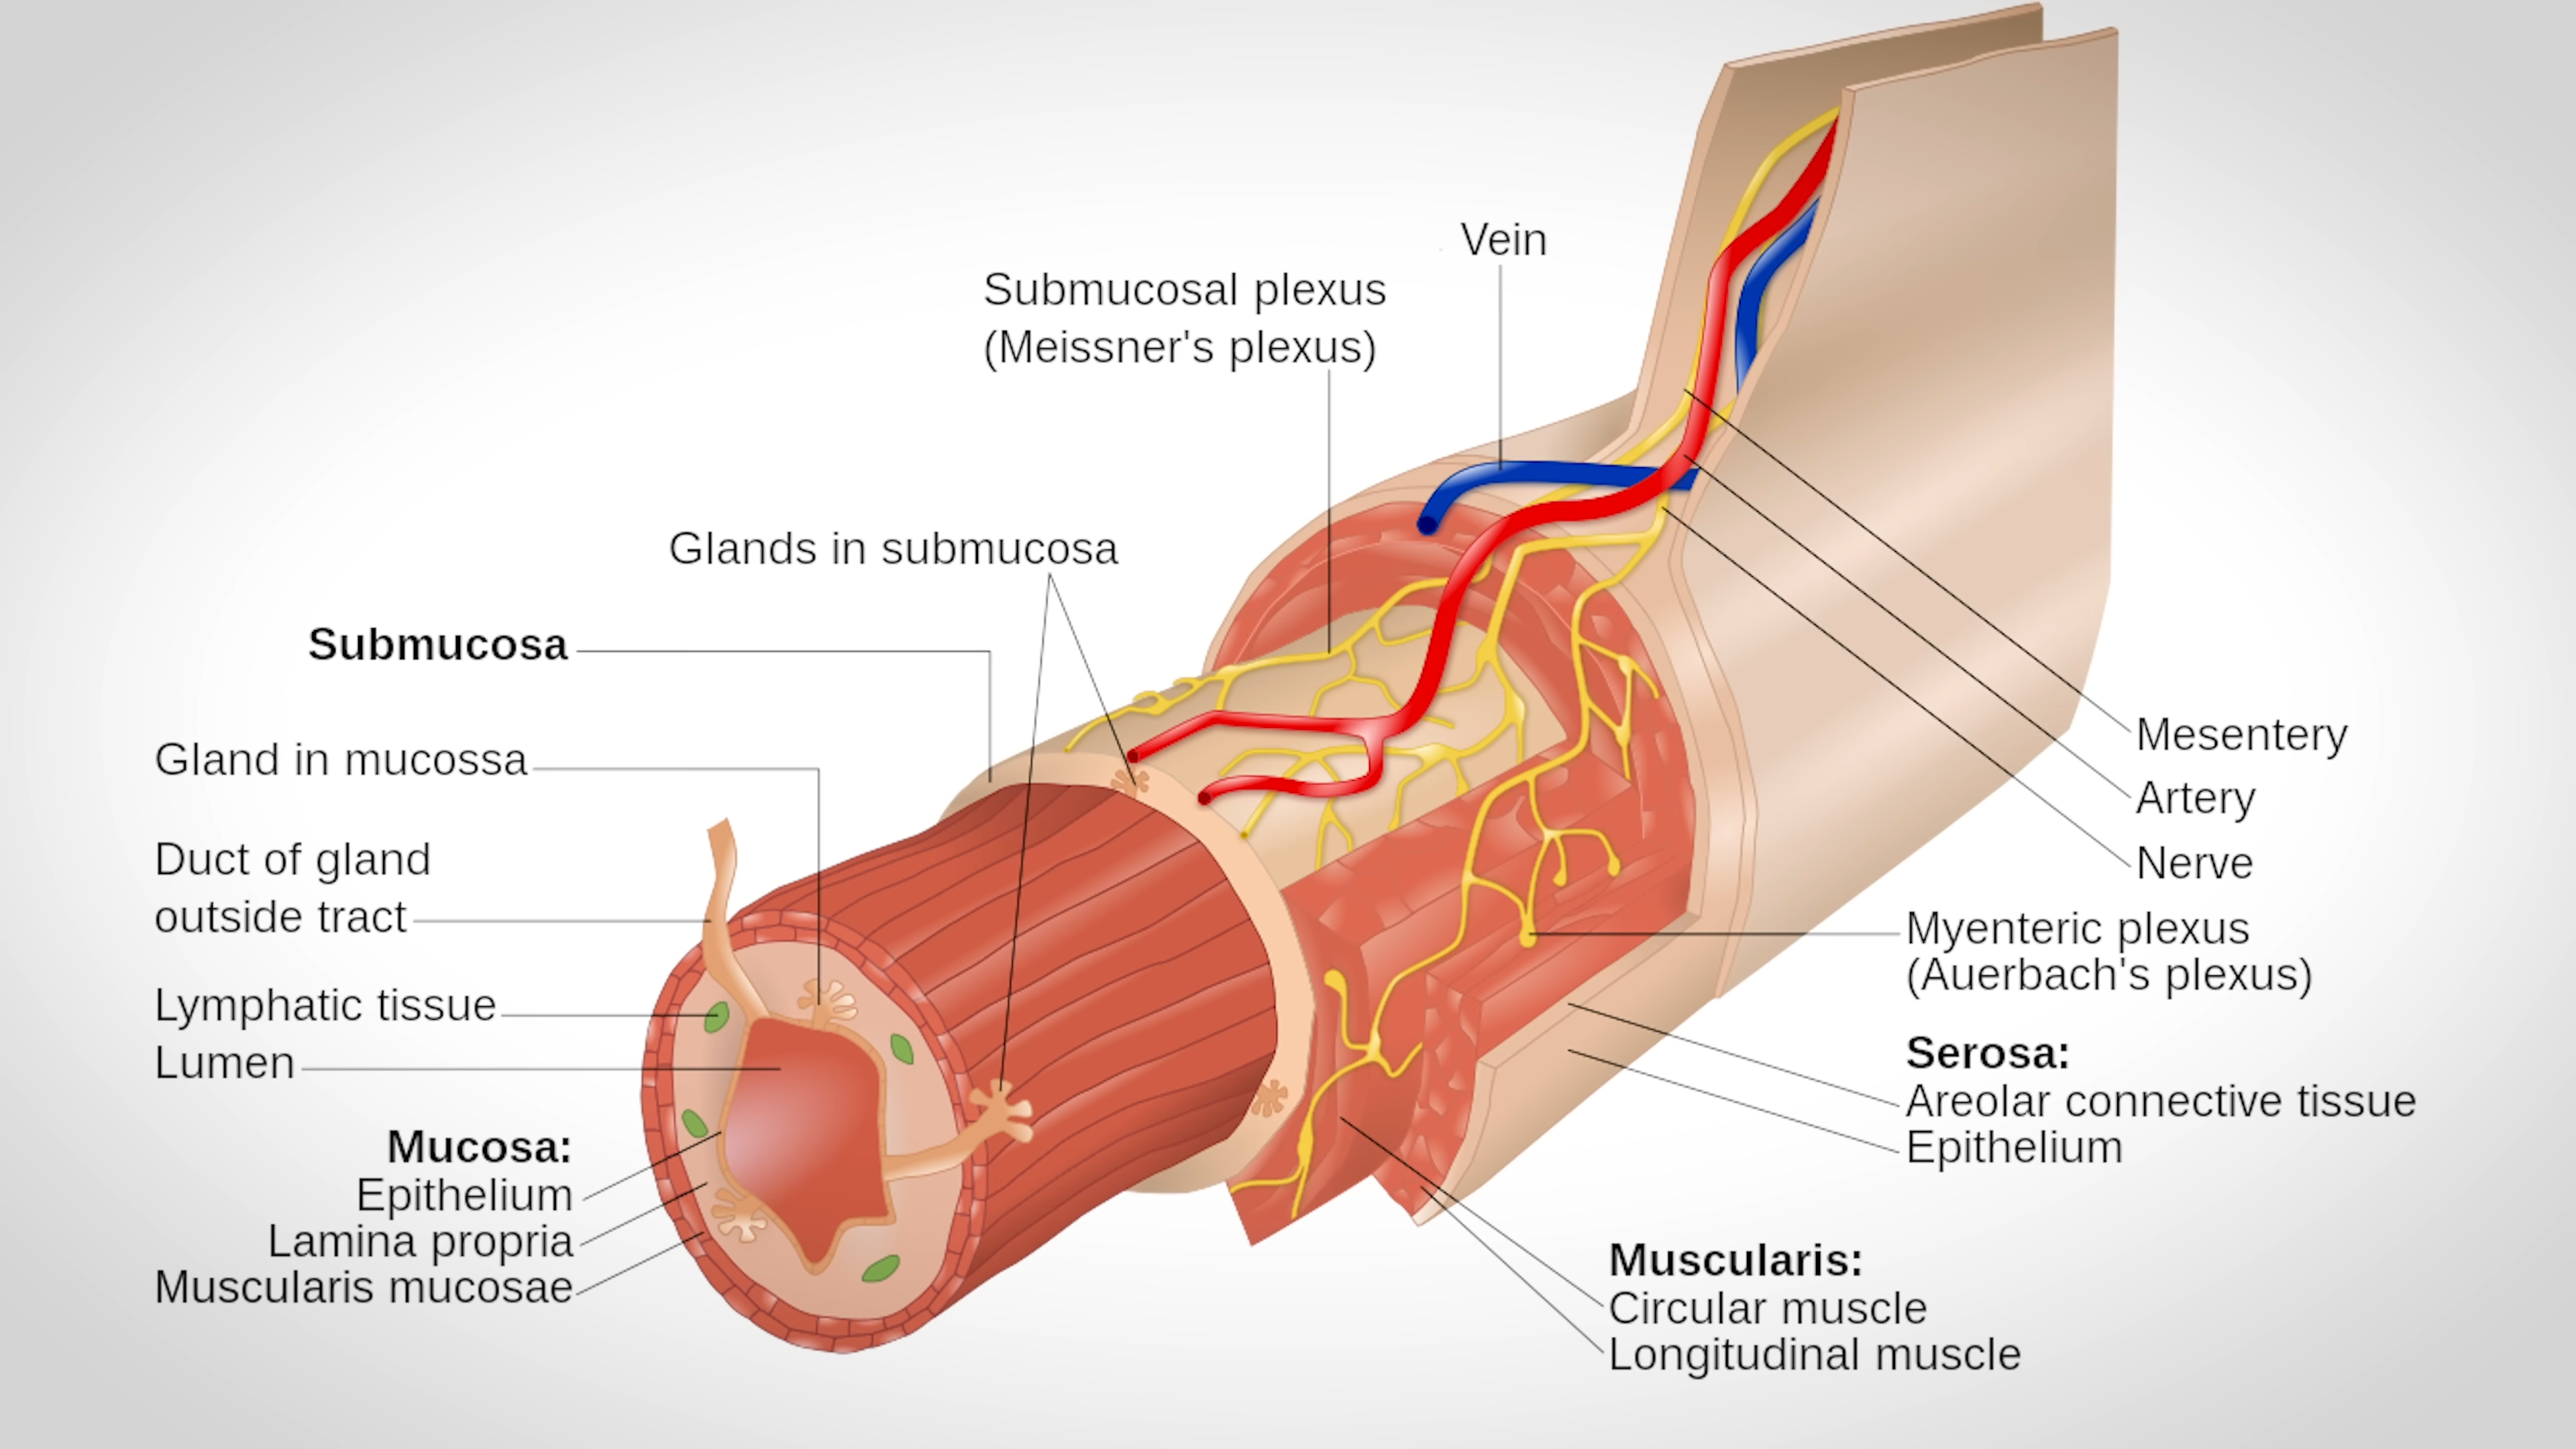 Vein
Submucosal plexus
(Meissner's plexus)
Glands in submucosa
Submucosa
Gland in mucossa
Duct of gland
outside tract
Lymphatic tissue
Lumen
Mucosa:
Epithelium
Lamina propria
Muscularis mucosae
Mesentery
Artery
Nerve
Myenteric plexus
(Auerbach's plexus)
Serosa:
Areolar connective tissue
Epithelium
Muscularis:
Circular muscle
Longitudinal muscle